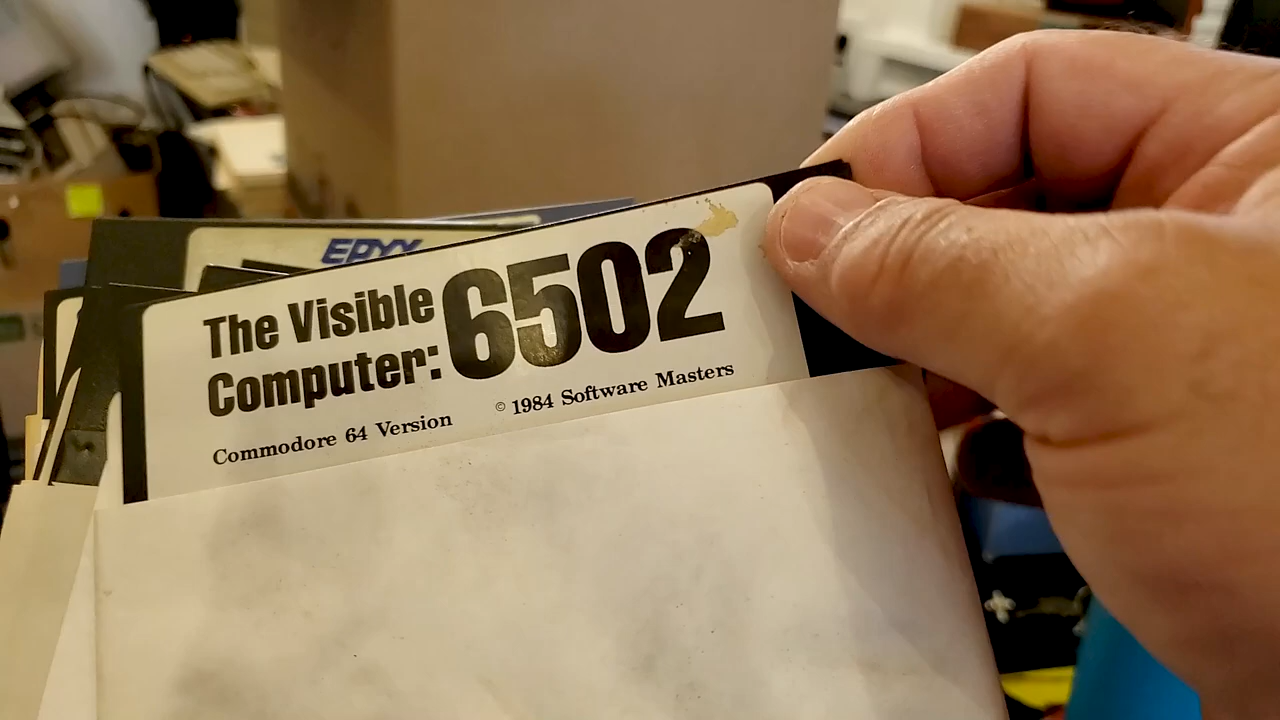 EPYX
The Visible
Computer: 6502
Commodore 64 Version © 1984 Software Masters